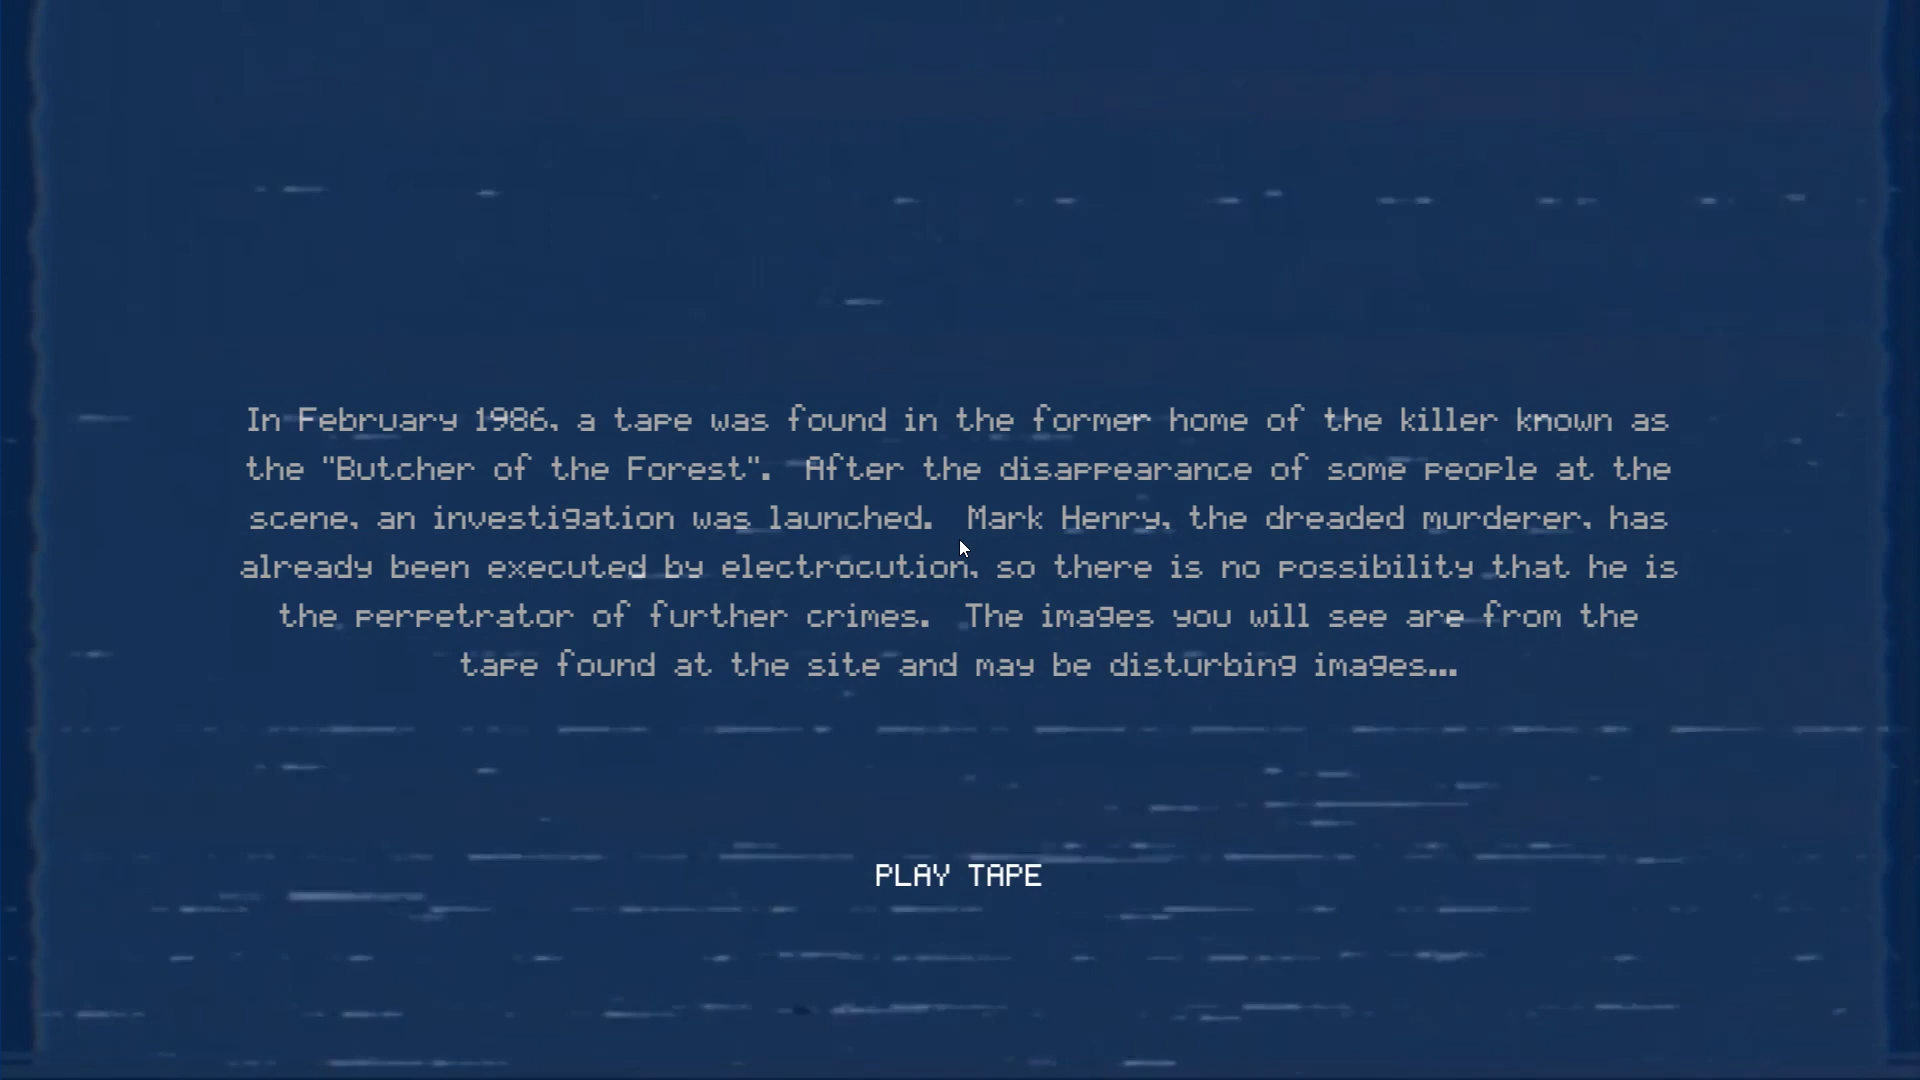 In February 1986, a tape was found in the former home of the killer known as
the "Butcher of the Forest".  After the disappearance of some people at the
scene, an investigation was launched.  Mark Henry, the dreaded murderer, has
already been executed by electrocution, so there is no possibility that he is
the perpetrator of further crimes.  The images you will see are from the
tape found at the site and may be disturbing images...
PLAY TAPE